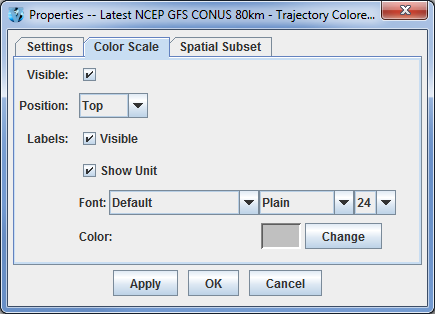 Properties -- Latest NCEP GFS CONUS 80km - Trajectory Colore...
Settings Color Scale Spatial Subset
Visible:
Position: Top
Labels: Visible
Show Unit
Font: Default Plain 24
Color: Change
Apply OK Cancel